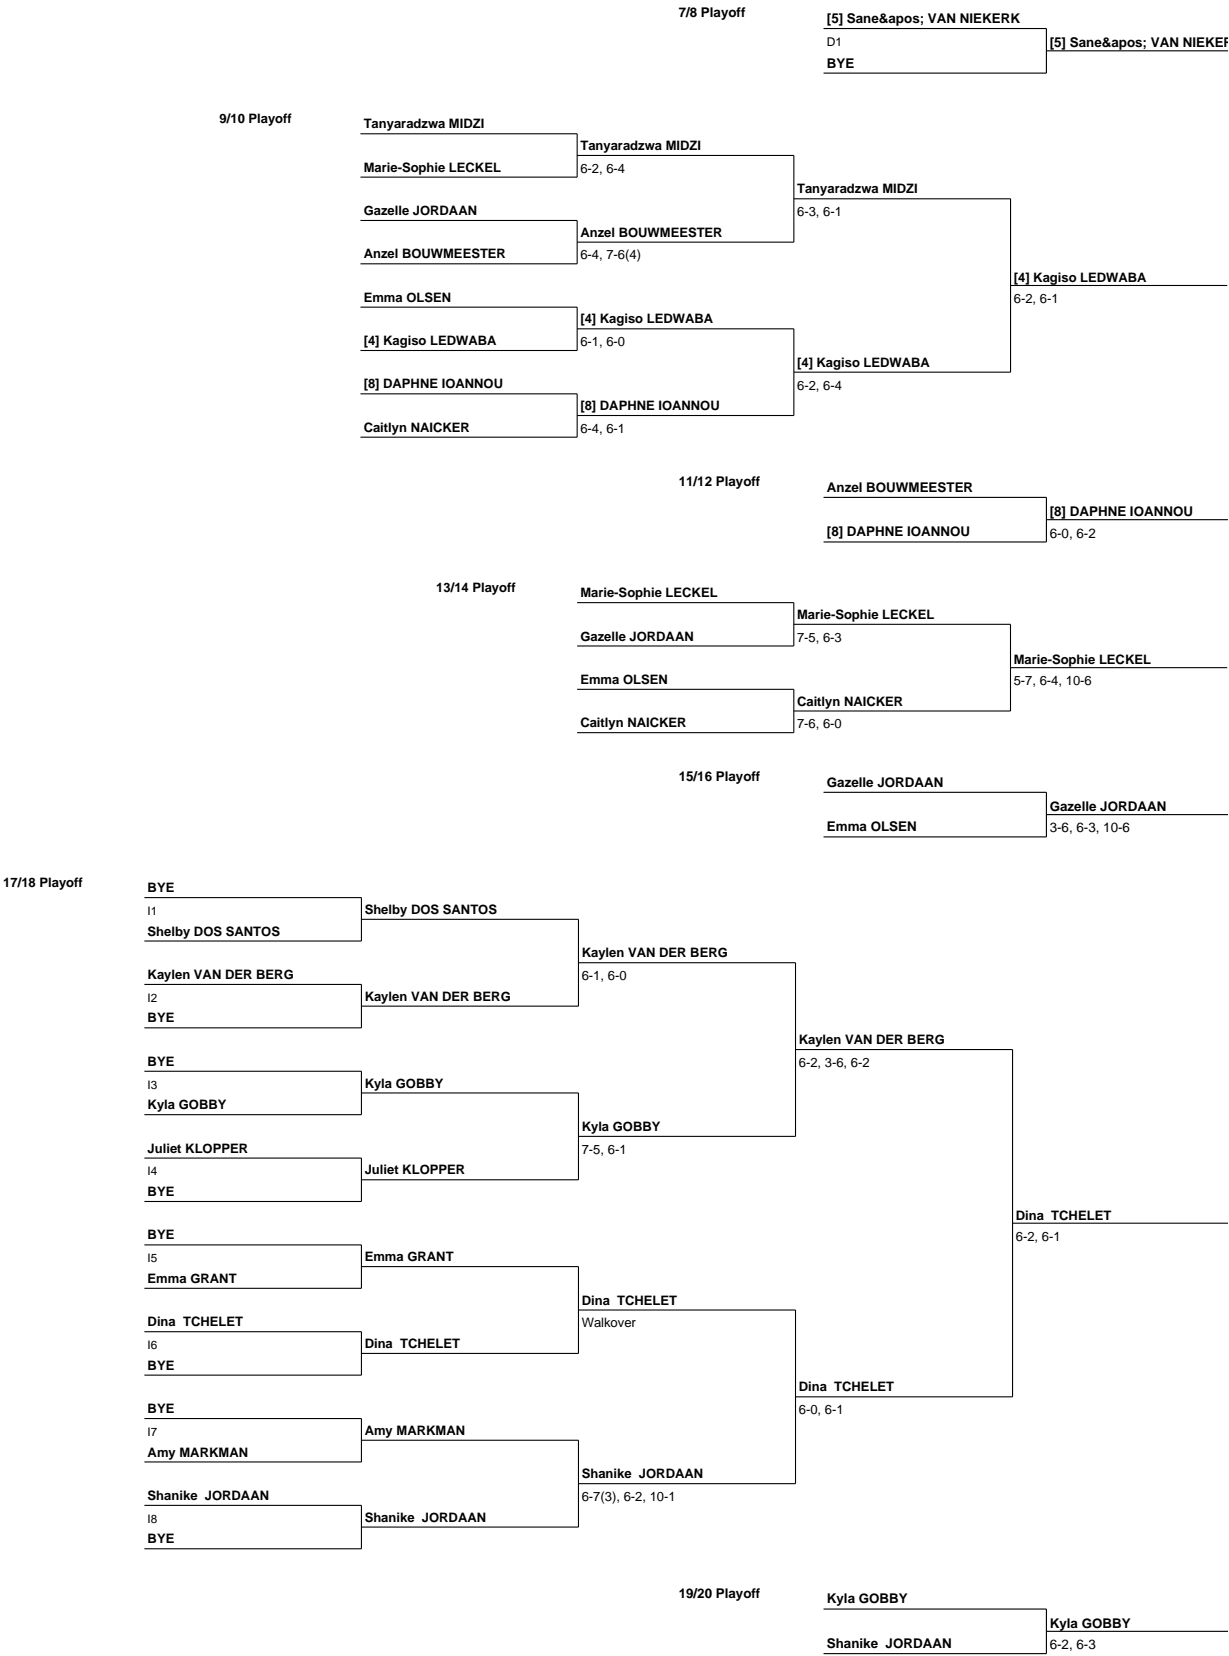 7/8 Playoff
[5] Sane&apos; VAN NIEKERK
D1
[5] Sane&apos; VAN NIEKER
BYE
9/10 Playoff
Tanyaradzwa MIDZI
Tanyaradzwa MIDZI
Marie-Sophie LECKEL
6-2, 6-4
Tanyaradzwa MIDZI
Gazelle JORDAAN
6-3, 6-1
Anzel BOUWMEESTER
Anzel BOUWMEESTER
6-4, 7-6(4)
[4] Kagiso LEDWABA
Emma OLSEN
6-2, 6-1
[4] Kagiso LEDWABA
[4] Kagiso LEDWABA
6-1, 6-0
[4] Kagiso LEDWABA
[8] DAPHNE IOANNOU
6-2, 6-4
[8] DAPHNE IOANNOU
Caitlyn NAICKER
6-4, 6-1
11/12 Playoff
Anzel BOUWMEESTER
[8] DAPHNE IOANNOU
[8] DAPHNE IOANNOU
6-0, 6-2
13/14 Playoff
Marie-Sophie LECKEL
Marie-Sophie LECKEL
Gazelle JORDAAN
7-5, 6-3
Marie-Sophie LECKEL
Emma OLSEN
5-7, 6-4, 10-6
Caitlyn NAICKER
Caitlyn NAICKER
7-6, 6-0
15/16 Playoff
Gazelle JORDAAN
Gazelle JORDAAN
Emma OLSEN
3-6, 6-3, 10-6
17/18 Playoff
BYE
I1
Shelby DOS SANTOS
Shelby DOS SANTOS
Kaylen VAN DER BERG
Kaylen VAN DER BERG
6-1, 6-0
I2
Kaylen VAN DER BERG
BYE
Kaylen VAN DER BERG
BYE
6-2, 3-6, 6-2
I3
Kyla GOBBY
Kyla GOBBY
Kyla GOBBY
Juliet KLOPPER
7-5, 6-1
I4
Juliet KLOPPER
BYE
Dina TCHELET
BYE
6-2, 6-1
I5
Emma GRANT
Emma GRANT
Dina TCHELET
Dina TCHELET
Walkover
I6
Dina TCHELET
BYE
Dina TCHELET
BYE
6-0, 6-1
I7
Amy MARKMAN
Amy MARKMAN
Shanike JORDAAN
Shanike JORDAAN
6-7(3), 6-2, 10-1
I8
Shanike JORDAAN
BYE
19/20 Playoff
Kyla GOBBY
Kyla GOBBY
Shanike JORDAAN
6-2, 6-3